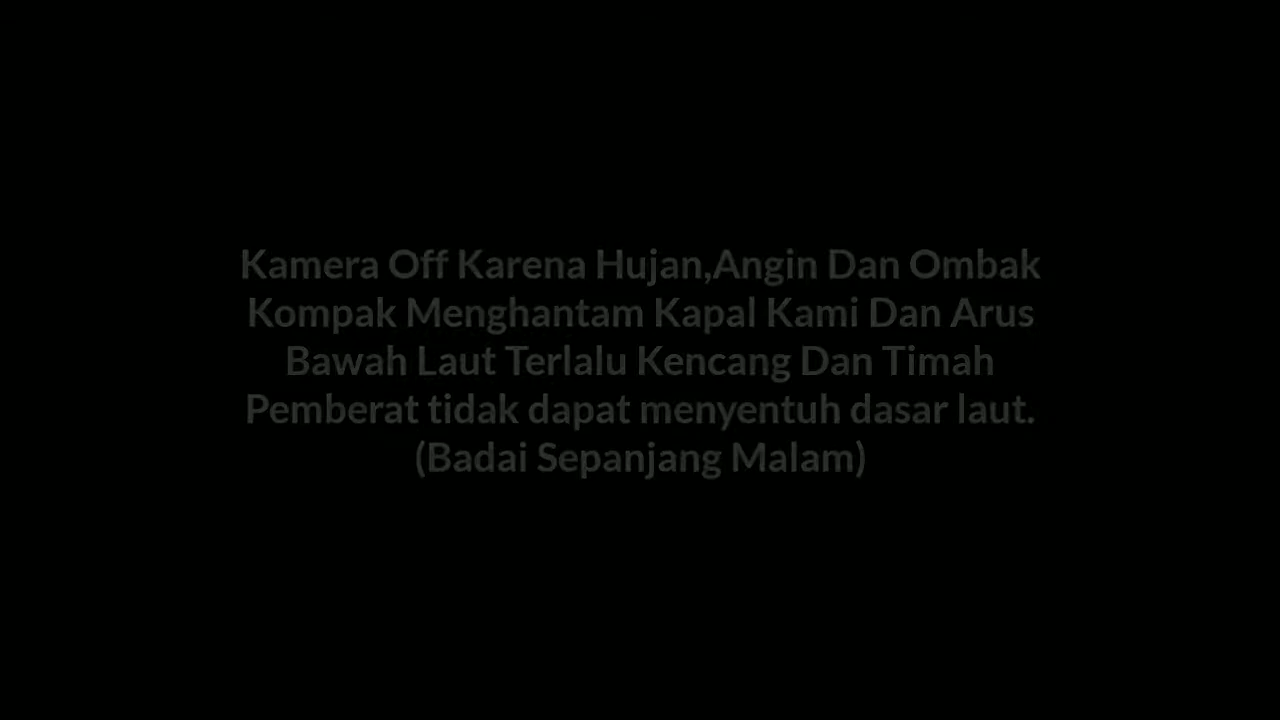 Kamera Off Karena Hujan,Angin Dan Ombak
Kompak Menghantam Kapal Kami Dan Arus
Bawah Laut Terlalu Kencang Dan Timah
Pemberat tidak dapat menyentuh dasar laut.
(Badai Sepanjang Malam)